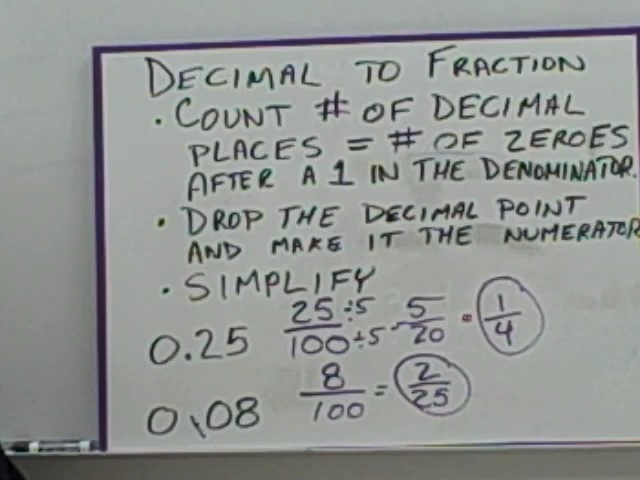 DECIMAL TO FRACTION
• COUNT # OF DECIMAL
PLACES = # OF ZEROES
AFTER A 1 IN THE DENOMINATOR.
• DROP THE DECIMAL POINT
AND MAKE IT THE NUMERATOR
• SIMPLIFY
0.25 25/100 ÷5/÷5 = 5/20 = 1/4
0.08 8/100 = 2/25